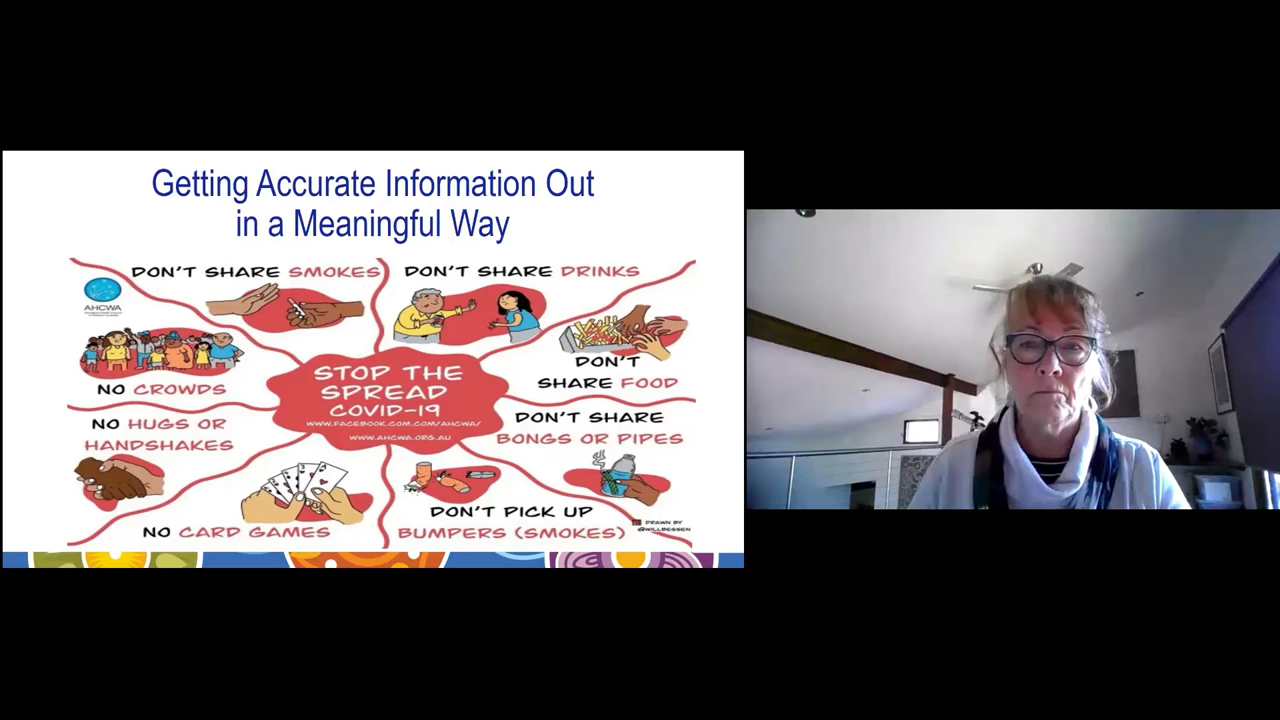 Getting Accurate Information Out
in a Meaningful Way
DON'T SHARE SMOKES
DON'T SHARE DRINKS
AHCWA
NO CROWDS
DON'T
SHARE FOOD
STOP THE
SPREAD
COVID-19
WWW.FACEBOOK.COM.COM/AHCWA/
WWW.AHCWA.ORG.AU
NO HUGS OR
HANDSHAKES
DON'T SHARE
BONGS OR PIPES
NO CARD GAMES
DON'T PICK UP
BUMPERS (SMOKES)
DRAWN BY
@WILLBESSEN